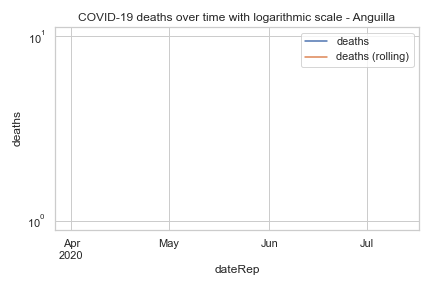 COVID-19 deaths over time with logarithmic scale - Anguilla
10¹
deaths
deaths (rolling)
deaths
10⁰
Apr
2020
May
Jun
Jul
dateRep